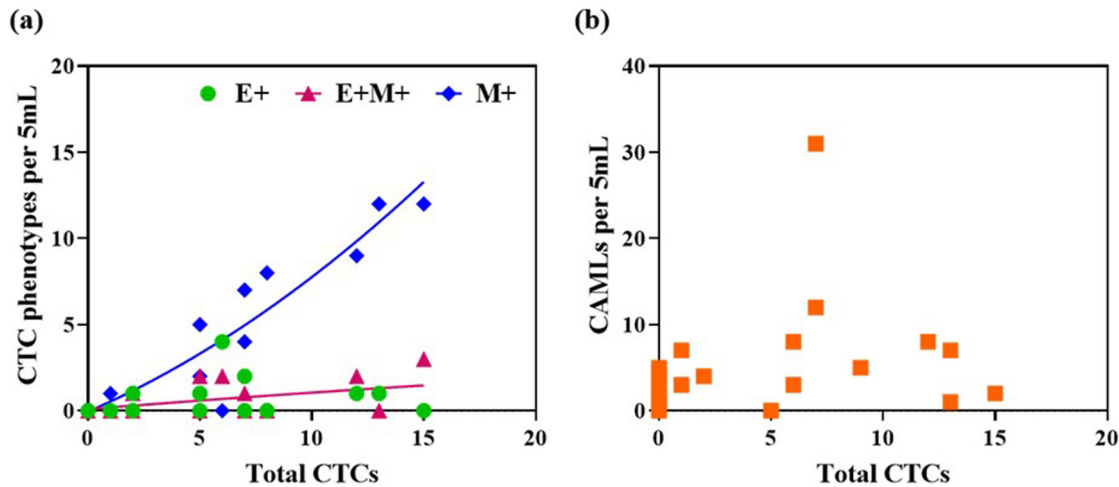 (a)
CTC phenotypes per 5mL
20
15
10
5
0
E+ E+M+ M+
0 5 10 15 20
Total CTCs
(b)
CAMLs per 5mL
40
30
20
10
0
0 5 10 15 20
Total CTCs